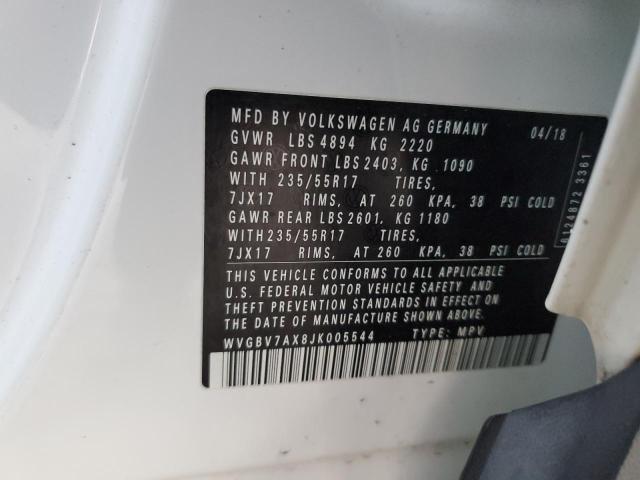 MFD BY VOLKSWAGEN AG GERMANY 04/18
GVWR LBS 4894 KG 2220
GAWR FRONT LBS 2403, KG 1090
WITH 235/55R17 TIRES,
7JX17 RIMS, AT 260 KPA, 38 PSI COLD
GAWR REAR LBS 2601, KG 1180
WITH 235/55R17 TIRES,
7JX17 RIMS, AT 260 KPA, 38 PSI COLD
THIS VEHICLE CONFORMS TO ALL APPLICABLE
U.S. FEDERAL MOTOR VEHICLE SAFETY AND
THEFT PREVENTION STANDARDS IN EFFECT ON
THE DATE OF MANUFACTURE SHOWN ABOVE
WVGBV7AX8JK005544 TYPE: MPV
8124872 3361